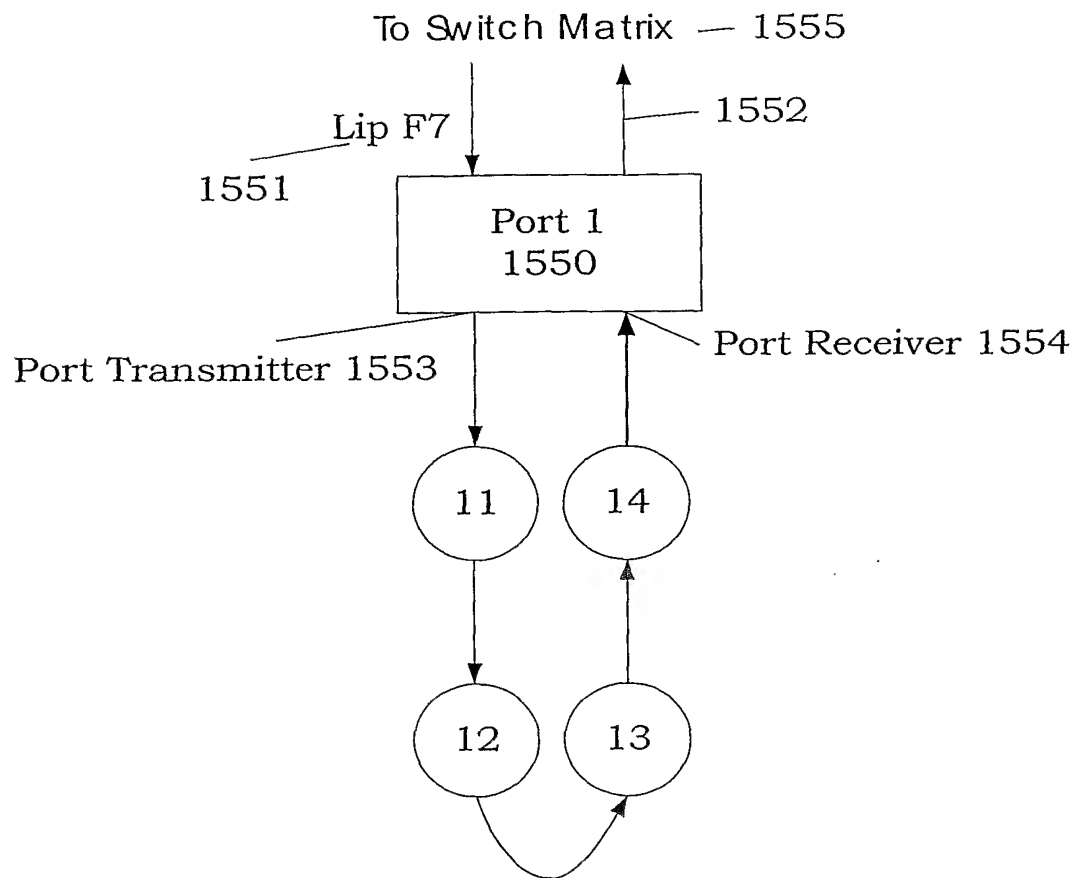 To Switch Matrix — 1555
1552
Lip F7
1551
Port 1
1550
Port Receiver 1554
Port Transmitter 1553
11
14
12
13